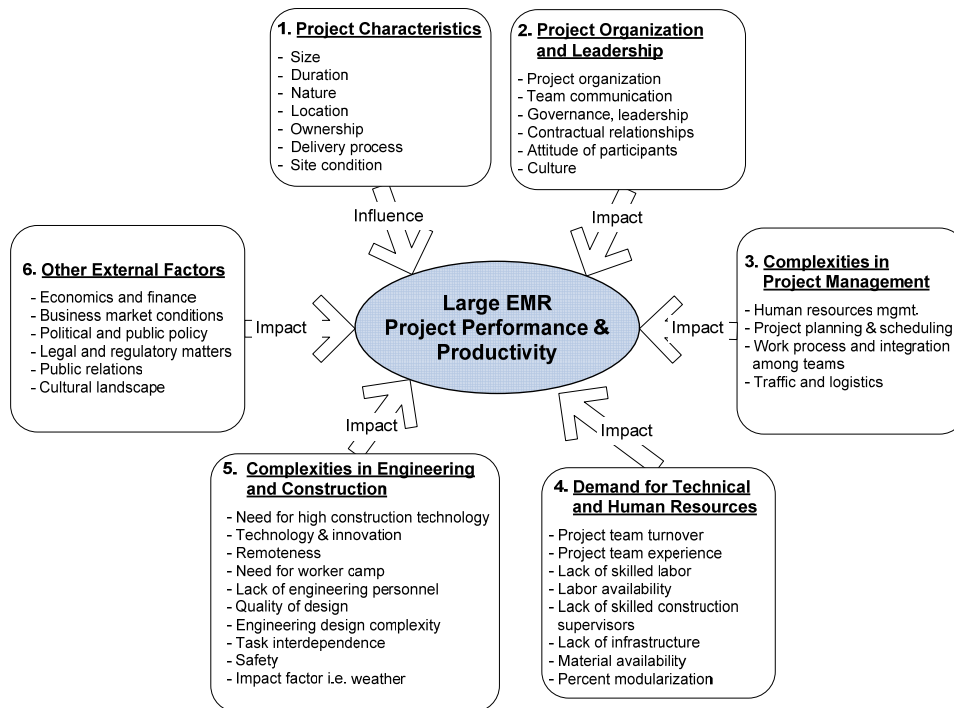 1. Project Characteristics
- Size
- Duration
- Nature
- Location
- Ownership
- Delivery process
- Site condition
2. Project Organization
and Leadership
- Project organization
- Team communication
- Governance, leadership
- Contractual relationships
- Attitude of participants
- Culture
Influence
Impact
6. Other External Factors
- Economics and finance
- Business market conditions
- Political and public policy
- Legal and regulatory matters
- Public relations
- Cultural landscape
Impact
Large EMR
Project Performance &
Productivity
Impact
3. Complexities in
Project Management
- Human resources mgmt.
- Project planning & scheduling
- Work process and integration
among teams
- Traffic and logistics
Impact
Impact
5. Complexities in Engineering
and Construction
- Need for high construction technology
- Technology & innovation
- Remoteness
- Need for worker camp
- Lack of engineering personnel
- Quality of design
- Engineering design complexity
- Task interdependence
- Safety
- Impact factor i.e. weather
4. Demand for Technical
and Human Resources
- Project team turnover
- Project team experience
- Lack of skilled labor
- Labor availability
- Lack of skilled construction
supervisors
- Lack of infrastructure
- Material availability
- Percent modularization